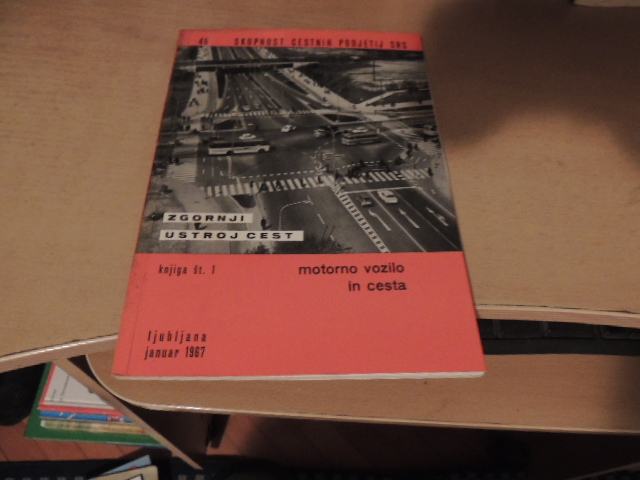 45 SKUPNOST CESTNIH PODJETIJ SRS
ZGORNJI
USTROJ CEST
knjiga št. 1
motorno vozilo
in cesta
ljubljana
januar 1967